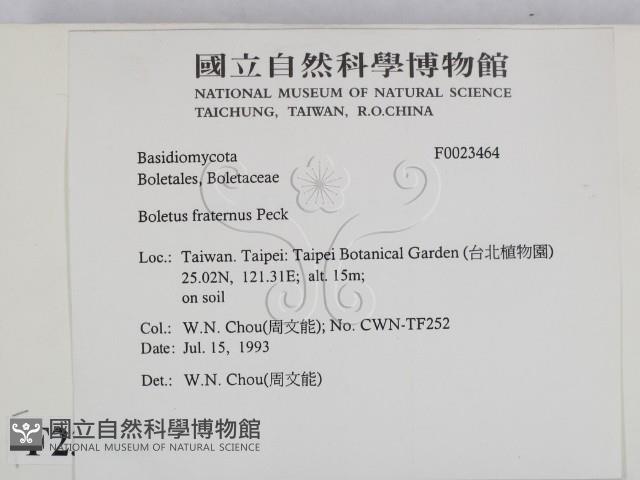 國立自然科學博物館
NATIONAL MUSEUM OF NATURAL SCIENCE
TAICHUNG, TAIWAN, R.O.CHINA
Basidiomycota F0023464
Boletales, Boletaceae
Boletus fraternus Peck
Loc.: Taiwan. Taipei: Taipei Botanical Garden (台北植物園)
25.02N, 121.31E; alt. 15m;
on soil
Col.: W.N. Chou(周文能); No. CWN-TF252
Date: Jul. 15, 1993
Det.: W.N. Chou(周文能)
國立自然科學博物館
NATIONAL MUSEUM OF NATURAL SCIENCE